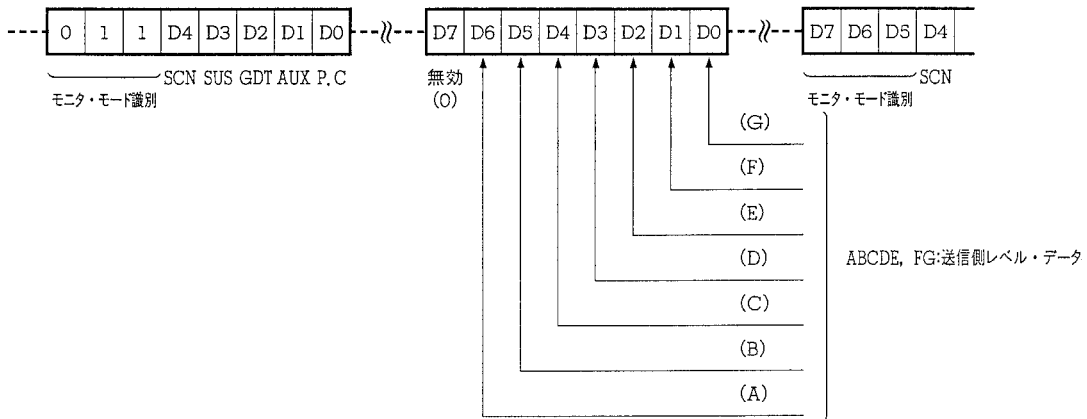 0 1 1 D4 D3 D2 D1 D0 D7 D6 D5 D4 D3 D2 D1 D0 D7 D6 D5 D4
SCN SUS GDT AUX P.C 無効 SCN
モニタ・モード識別 (0) モニタ・モード識別
(G)
(F)
(E)
(D)
ABCDE, FG:送信側レベル・データ
(C)
(B)
(A)